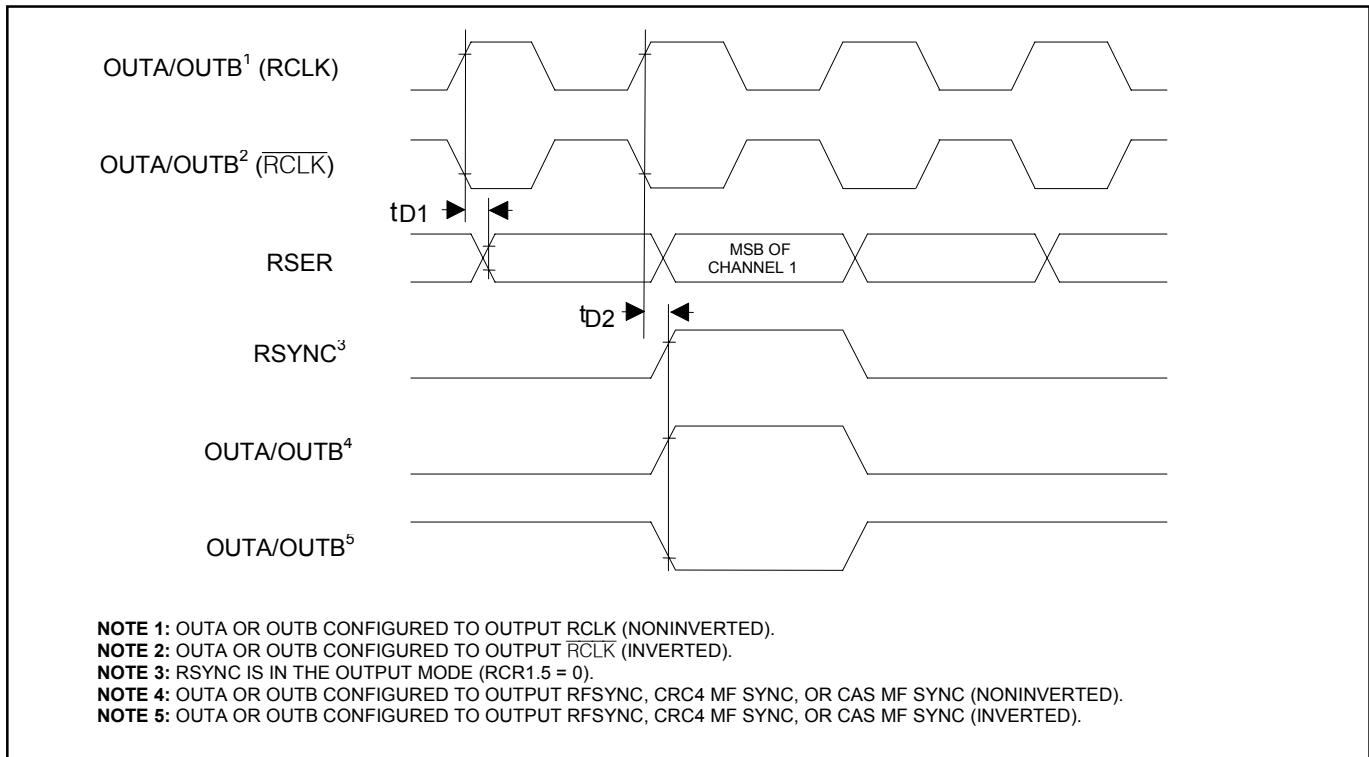 OUTA/OUTB¹ (RCLK)
OUTA/OUTB² (R̅C̅L̅K̅)
tD1
RSER
MSB OF
CHANNEL 1
tD2
RSYNC³
OUTA/OUTB⁴
OUTA/OUTB⁵
NOTE 1: OUTA OR OUTB CONFIGURED TO OUTPUT RCLK (NONINVERTED).
NOTE 2: OUTA OR OUTB CONFIGURED TO OUTPUT R̅C̅L̅K̅ (INVERTED).
NOTE 3: RSYNC IS IN THE OUTPUT MODE (RCR1.5 = 0).
NOTE 4: OUTA OR OUTB CONFIGURED TO OUTPUT RFSYNC, CRC4 MF SYNC, OR CAS MF SYNC (NONINVERTED).
NOTE 5: OUTA OR OUTB CONFIGURED TO OUTPUT RFSYNC, CRC4 MF SYNC, OR CAS MF SYNC (INVERTED).